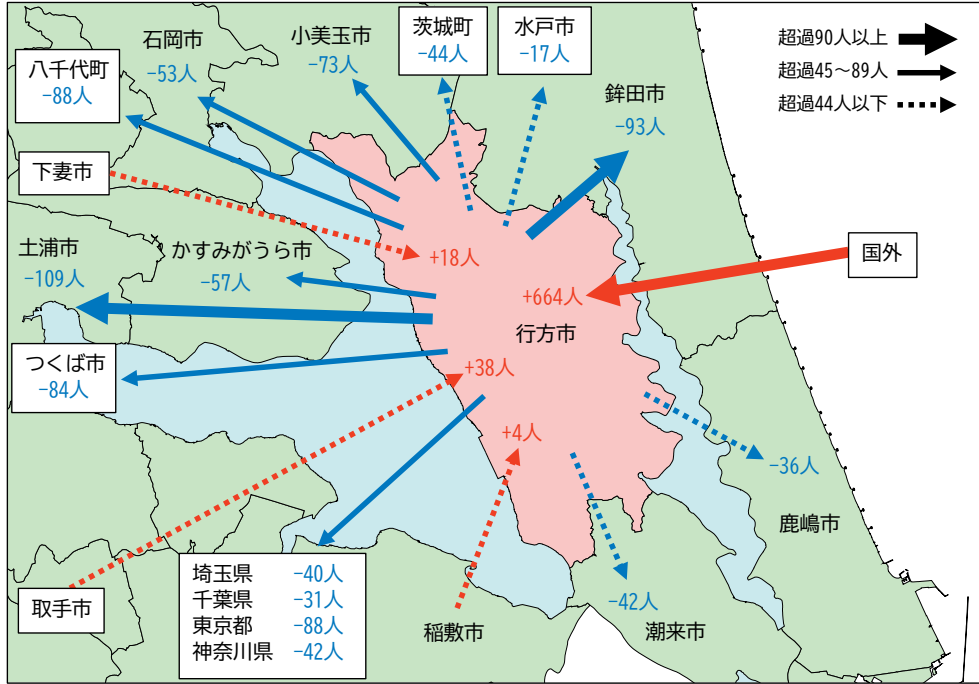 超過90人以上
超過45〜89人
超過44人以下
茨城町
-44人
水戸市
-17人
小美玉市
-73人
石岡市
-53人
八千代町
-88人
鉾田市
-93人
下妻市
+18人
国外
+664人
行方市
かすみがうら市
-57人
土浦市
-109人
つくば市
-84人
+38人
+4人
-36人
鹿嶋市
取手市
埼玉県 -40人
千葉県 -31人
東京都 -88人
神奈川県 -42人
稲敷市
-42人
潮来市